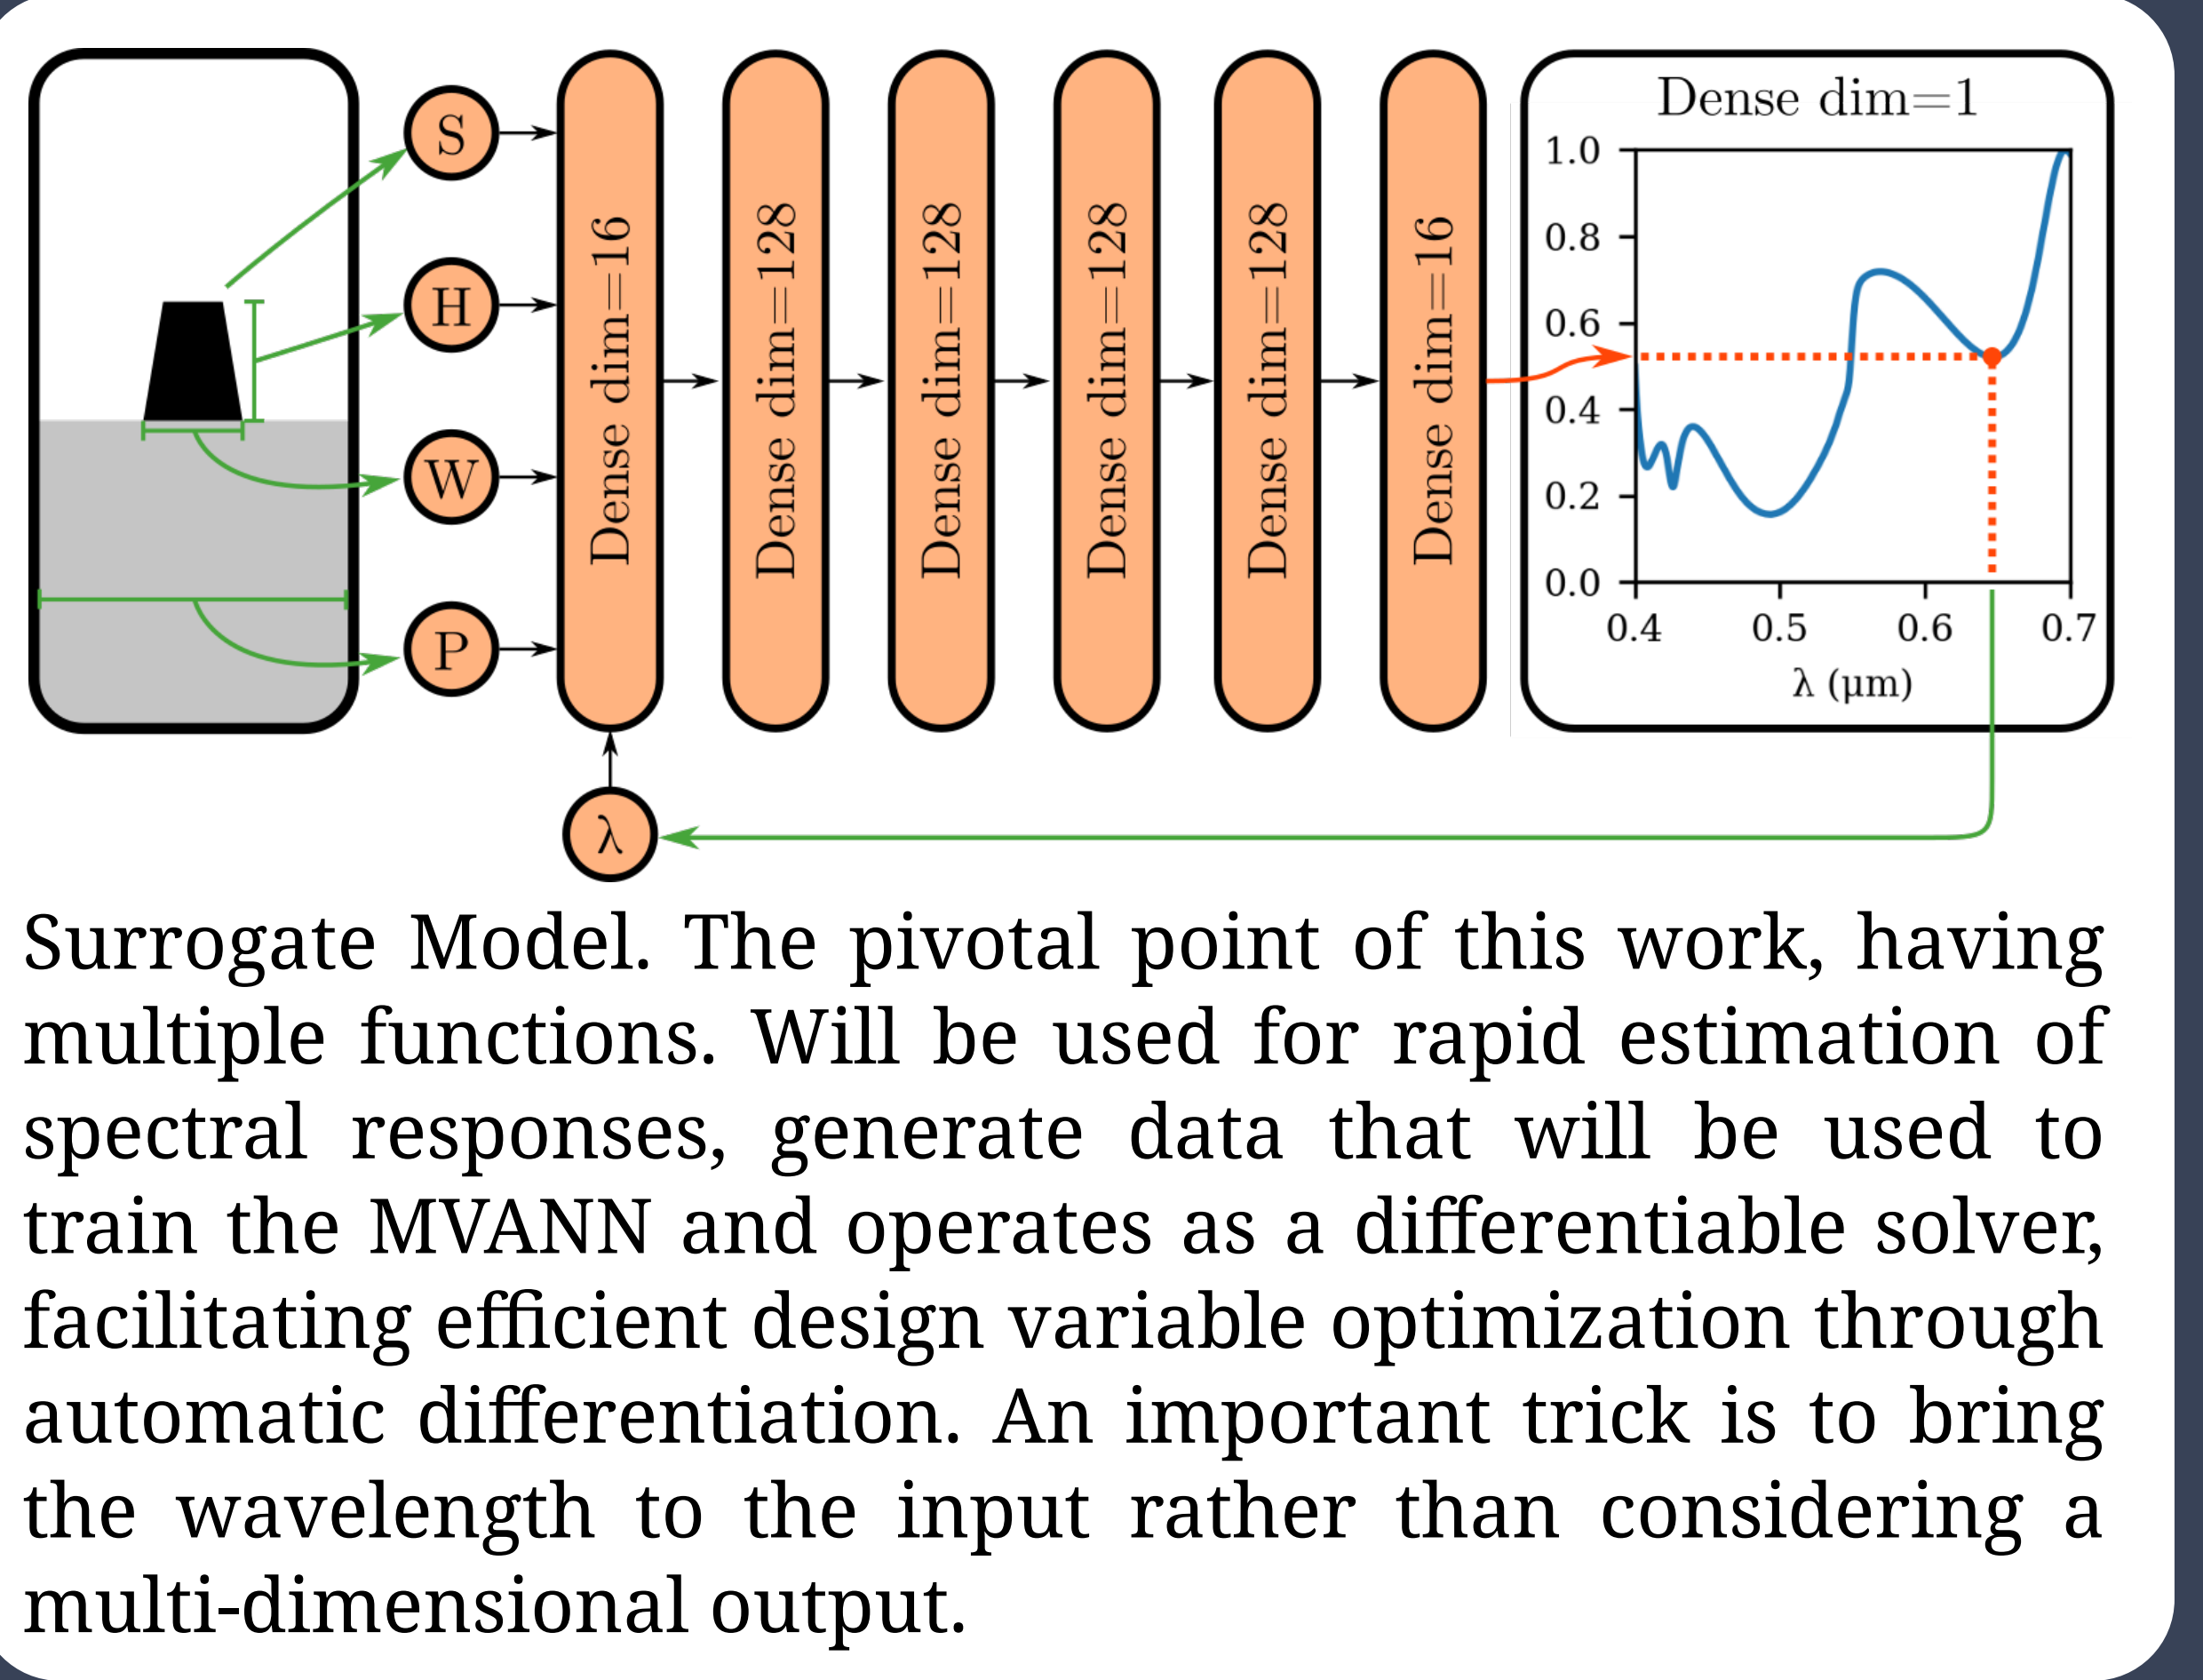 S
H
W
P
λ
Dense dim=16
Dense dim=128
Dense dim=128
Dense dim=128
Dense dim=128
Dense dim=16
Dense dim=1
1.0
0.8
0.6
0.4
0.2
0.0
0.4 0.5 0.6 0.7
λ (μm)
Surrogate Model. The pivotal point of this work, having
multiple functions. Will be used for rapid estimation of
spectral responses, generate data that will be used to
train the MVANN and operates as a differentiable solver,
facilitating efficient design variable optimization through
automatic differentiation. An important trick is to bring
the wavelength to the input rather than considering a
multi-dimensional output.